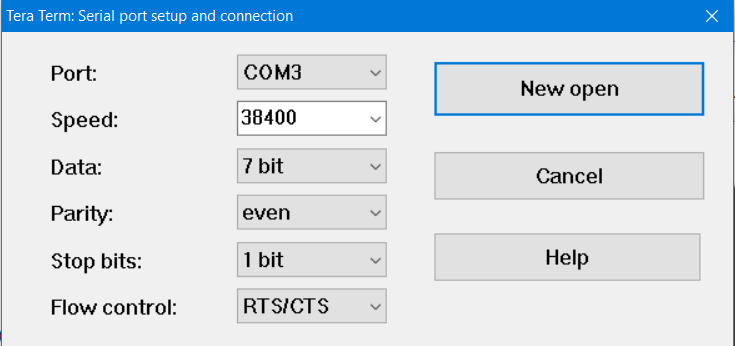 Tera Term: Serial port setup and connection
Port: COM3
New open
Speed: 38400
Data: 7 bit
Cancel
Parity: even
Stop bits: 1 bit
Help
Flow control: RTS/CTS